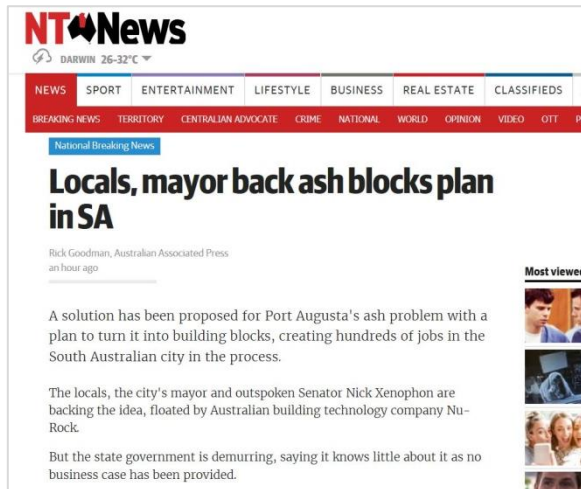 NT News
DARWIN 26-32°C
NEWS SPORT ENTERTAINMENT LIFESTYLE BUSINESS REAL ESTATE CLASSIFIEDS
BREAKING NEWS TERRITORY CENTRALIAN ADVOCATE CRIME NATIONAL WORLD OPINION VIDEO OTT
National Breaking News
Locals, mayor back ash blocks plan
in SA
Rick Goodman, Australian Associated Press
an hour ago
Most viewed
A solution has been proposed for Port Augusta's ash problem with a
plan to turn it into building blocks, creating hundreds of jobs in the
South Australian city in the process.
The locals, the city's mayor and outspoken Senator Nick Xenophon are
backing the idea, floated by Australian building technology company Nu-
Rock.
But the state government is demurring, saying it knows little about it as no
business case has been provided.